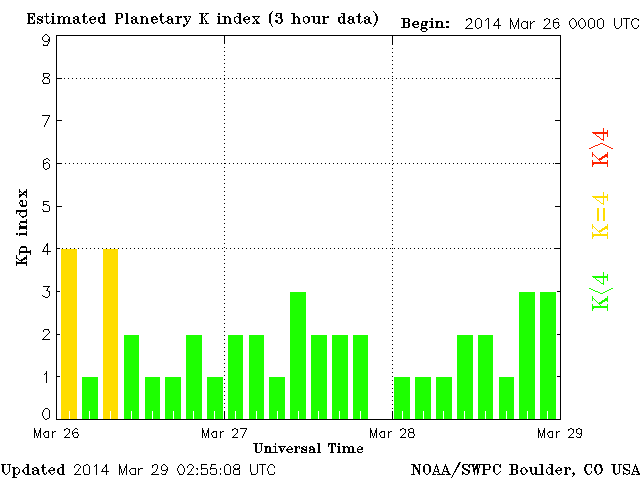 Estimated Planetary K index (3 hour data)
Begin: 2014 Mar 26 0000 UTC
9
8
7
6
5
4
3
2
1
0
Kp index
K>4
K=4
K<4
Mar 26
Mar 27
Mar 28
Mar 29
Universal Time
Updated 2014 Mar 29 02:55:08 UTC
NOAA/SWPC Boulder, CO USA